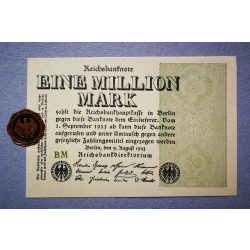 Reichsbanknote
EINE MILLION
MARK
zahlt die Reichsbankhauptkasse in Berlin
gegen diese Banknote dem Einlieferer. Vom
1. September 1923 ab kann diese Banknote
aufgerufen und unter Umtausch gegen andere
gesetzliche Zahlungsmittel eingezogen werden
Berlin, den 9. August 1923
BM Reichsbankdirektorium